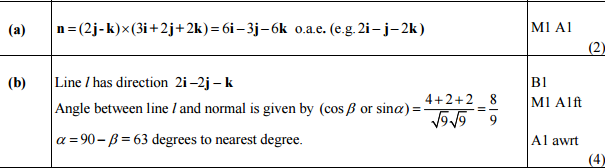 (a) n = (2j - k) × (3i + 2j + 2k) = 6i − 3j − 6k o.a.e. (e.g. 2i − j − 2k) M1 A1
(2)
(b) Line l has direction 2i − 2j − k B1
Angle between line l and normal is given by (cos β or sin α) = (4 + 2 + 2)/(√9√9) = 8/9 M1 A1ft
α = 90 − β = 63 degrees to nearest degree. A1 awrt
(4)